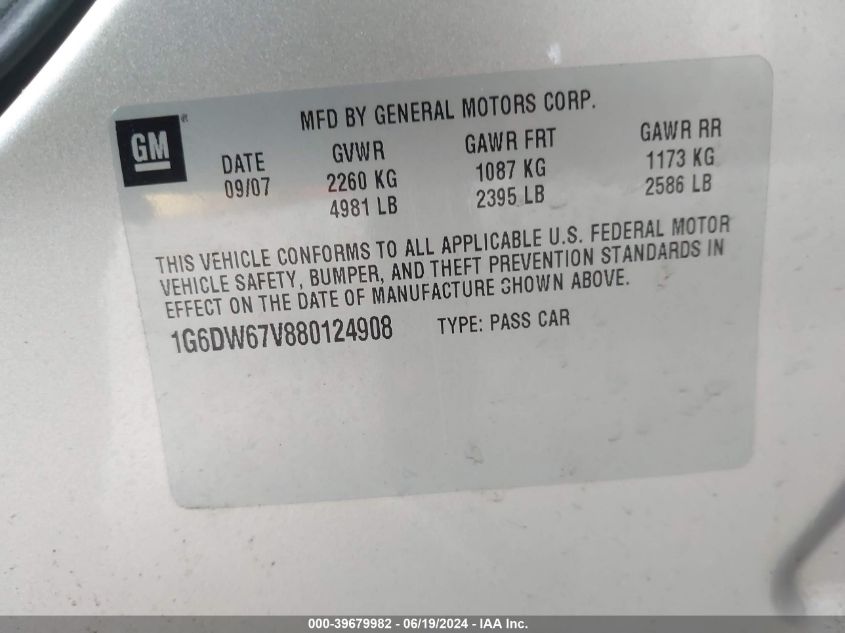 MFD BY GENERAL MOTORS CORP.
GM®
DATE GVWR GAWR FRT GAWR RR
09/07 2260 KG 1087 KG 1173 KG
4981 LB 2395 LB 2586 LB
THIS VEHICLE CONFORMS TO ALL APPLICABLE U.S. FEDERAL MOTOR
VEHICLE SAFETY, BUMPER, AND THEFT PREVENTION STANDARDS IN
EFFECT ON THE DATE OF MANUFACTURE SHOWN ABOVE.
1G6DW67V880124908 TYPE: PASS CAR
000-39679982 - 06/19/2024 - IAA Inc.